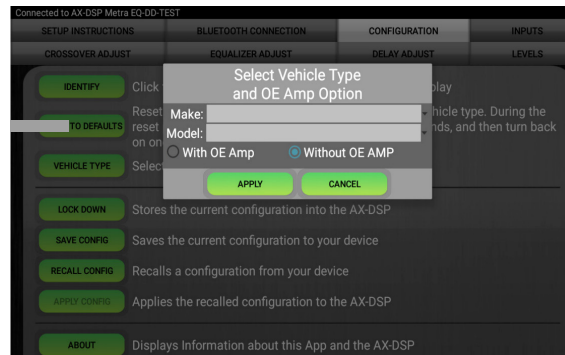 Connected to AX-DSP Metra EQ-DD-TEST
SETUP INSTRUCTIONS BLUETOOTH CONNECTION CONFIGURATION INPUTS
CROSSOVER ADJUST EQUALIZER ADJUST DELAY ADJUST LEVELS
Select Vehicle Type
and OE Amp Option
IDENTIFY Click play
Make:
Reset hicle type. During the
TO DEFAULTS reset Model: nds, and then turn back
on on
With OE Amp Without OE AMP
VEHICLE TYPE Select
APPLY CANCEL
LOCK DOWN Stores the current configuration into the AX-DSP
SAVE CONFIG Saves the current configuration to your device
RECALL CONFIG Recalls a configuration from your device
APPLY CONFIG Applies the recalled configuration to the AX-DSP
ABOUT Displays Information about this App and the AX-DSP